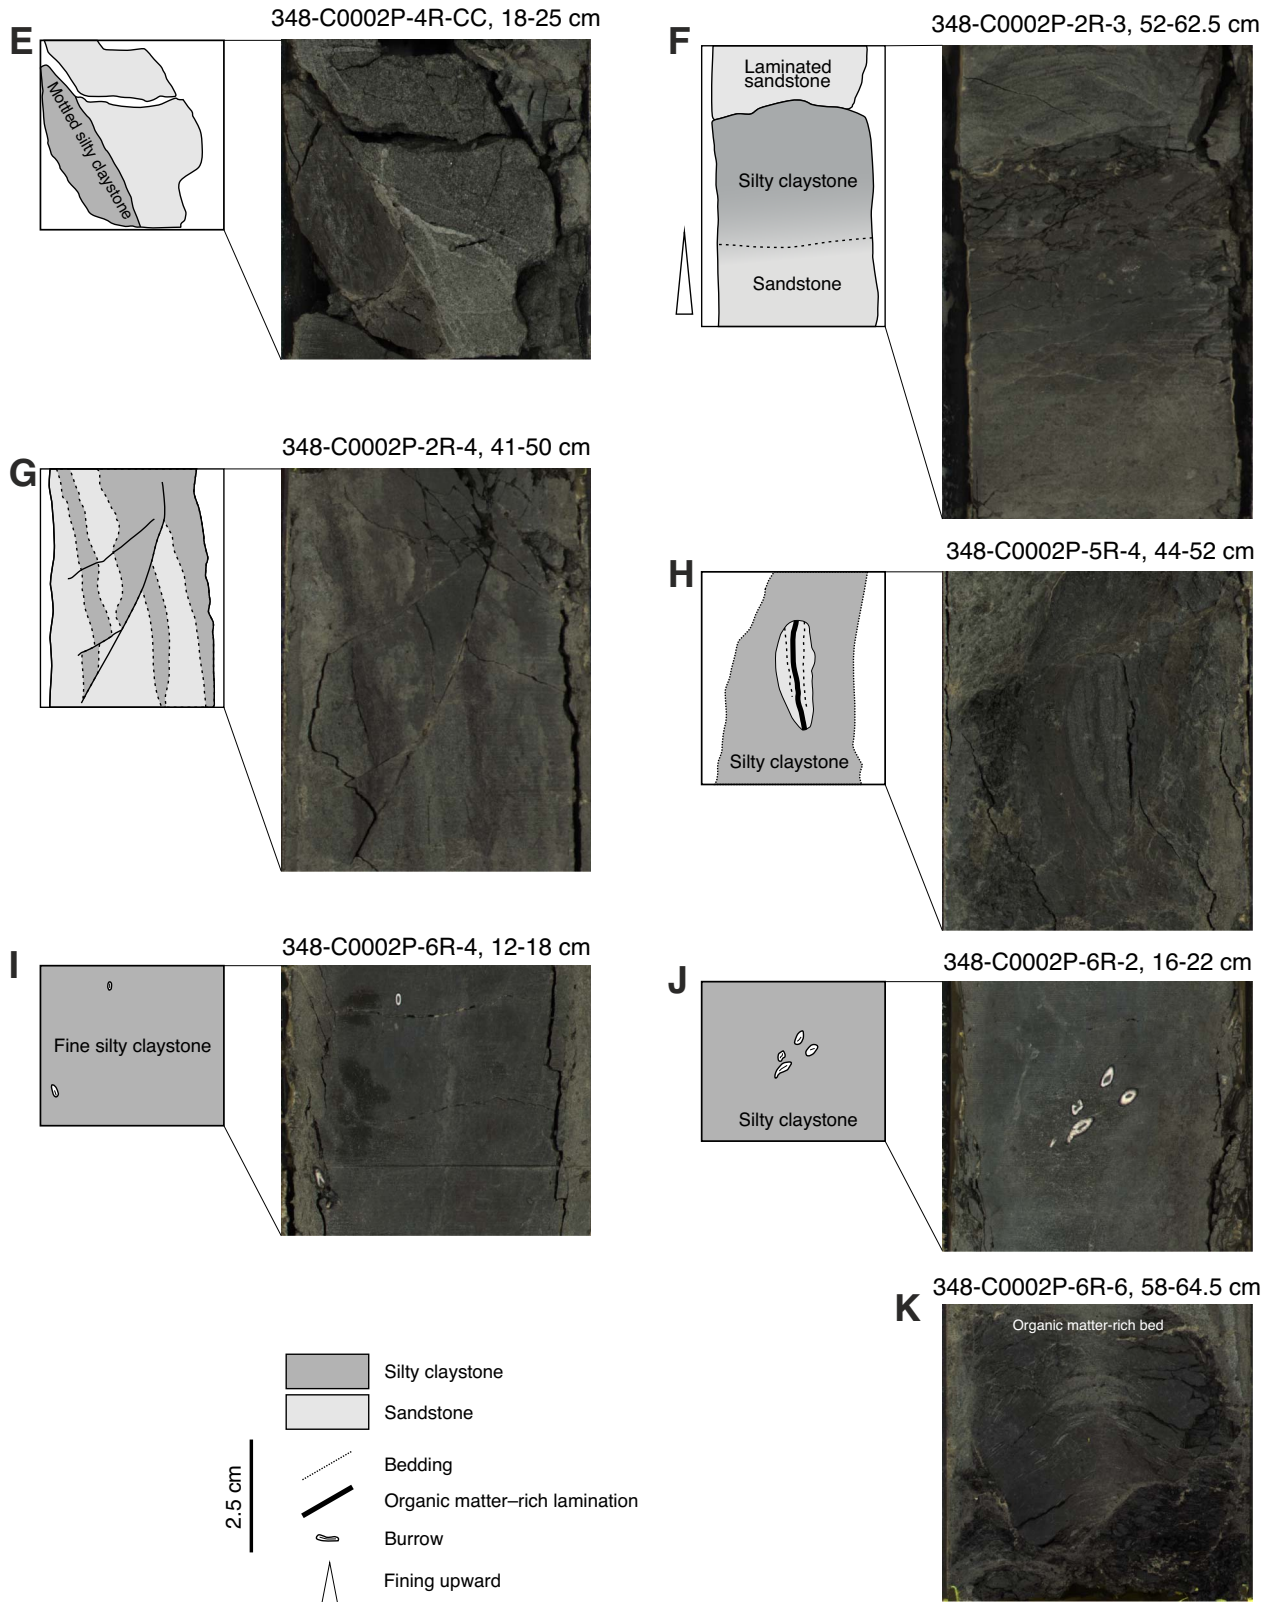 E
348-C0002P-4R-CC, 18-25 cm
Mottled silty claystone
F
348-C0002P-2R-3, 52-62.5 cm
Laminated
sandstone
Silty claystone
Sandstone
G
348-C0002P-2R-4, 41-50 cm
H
348-C0002P-5R-4, 44-52 cm
Silty claystone
I
348-C0002P-6R-4, 12-18 cm
Fine silty claystone
J
348-C0002P-6R-2, 16-22 cm
Silty claystone
K
348-C0002P-6R-6, 58-64.5 cm
Organic matter-rich bed
Silty claystone
Sandstone
2.5 cm
Bedding
Organic matter–rich lamination
Burrow
Fining upward